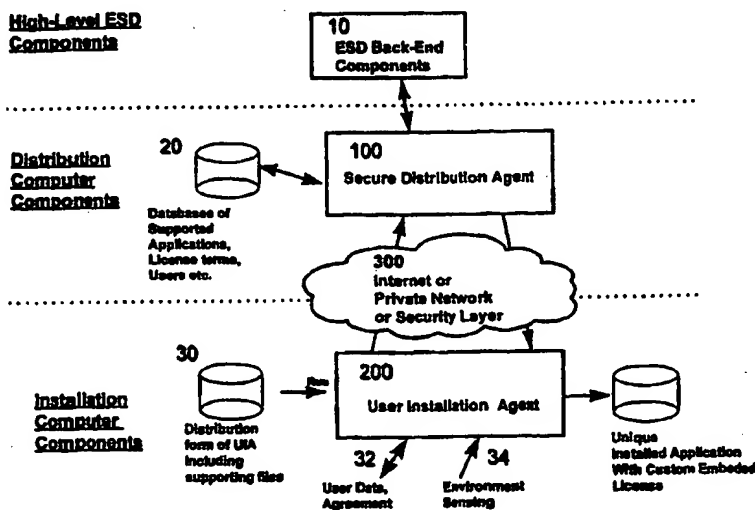 High-Level ESD
Components
10
ESD Back-End
Components
Distribution
Computer
Components
20
Databases of
Supported
Applications,
License terms,
Users etc.
100
Secure Distribution Agent
300
Internet or
Private Network
or Security Layer
Installation
Computer
Components
30
Distribution
form of UIA
including
supporting files
200
User Installation Agent
32
User Data,
Agreement
34
Environment
Sensing
Unique
Installed Application
With Custom Embeded
License